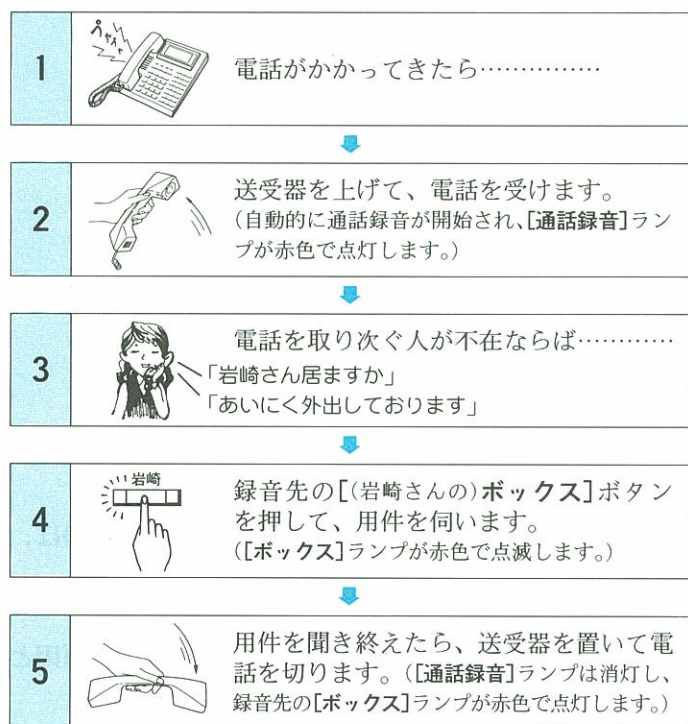 1
プゥゥ
電話がかかってきたら……………
2
送受器を上げて、電話を受けます。
(自動的に通話録音が開始され、[通話録音]ラン
プが赤色で点灯します。)
3
電話を取り次ぐ人が不在ならば…………
「岩崎さん居ますか」
「あいにく外出しております」
4
岩崎
録音先の[(岩崎さんの)ボックス]ボタン
を押して、用件を伺います。
([ボックス]ランプが赤色で点滅します。)
5
用件を聞き終えたら、送受器を置いて電
話を切ります。([通話録音]ランプは消灯し、
録音先の[ボックス]ランプが赤色で点灯します。)